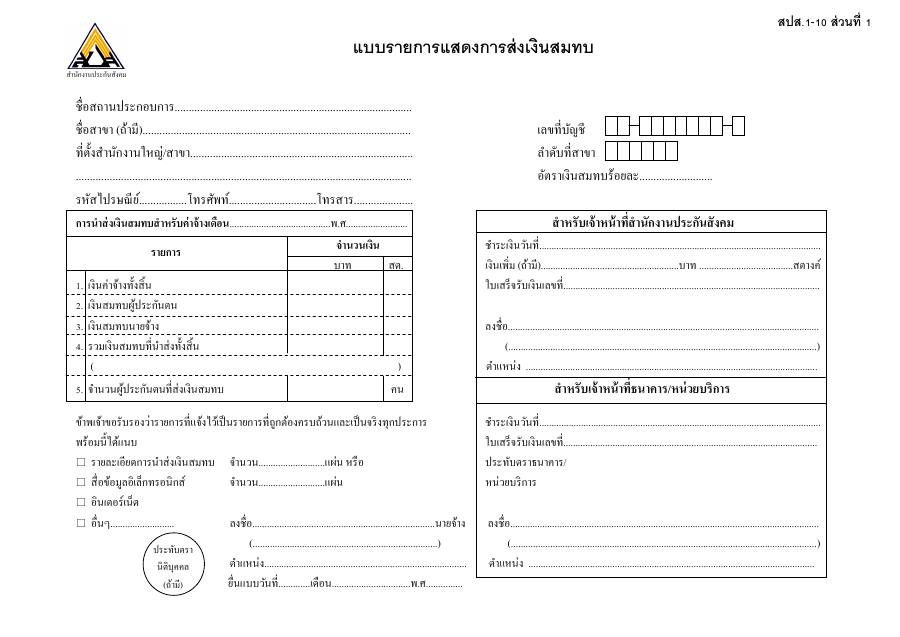 สปส.1-10 ส่วนที่ 1
สำนักงานประกันสังคม
แบบรายการแสดงการส่งเงินสมทบ
ชื่อสถานประกอบการ................................................................................
ชื่อสาขา (ถ้ามี)..........................................................................................
ที่ตั้งสำนักงานใหญ่/สาขา...........................................................................
..................................................................................................................
รหัสไปรษณีย์................โทรศัพท์..............................โทรสาร....................
เลขที่บัญชี
ลำดับที่สาขา
อัตราเงินสมทบร้อยละ.........................
การนำส่งเงินสมทบสำหรับค่าจ้างเดือน....................................พ.ศ......................
รายการ
จำนวนเงิน
บาท
สต.
1. เงินค่าจ้างทั้งสิ้น
2. เงินสมทบผู้ประกันตน
3. เงินสมทบนายจ้าง
4. รวมเงินสมทบที่นำส่งทั้งสิ้น
( )
5. จำนวนผู้ประกันตนที่ส่งเงินสมทบ คน
ข้าพเจ้าขอรับรองว่ารายการที่แจ้งไว้เป็นรายการที่ถูกต้องครบถ้วนและเป็นจริงทุกประการ
พร้อมนี้ได้แนบ
☐ รายละเอียดการนำส่งเงินสมทบ จำนวน..........................แผ่น หรือ
☐ สื่อข้อมูลอิเล็กทรอนิกส์ จำนวน..........................แผ่น
☐ อินเตอร์เน็ต
☐ อื่นๆ..........................
ลงชื่อ..............................................................นายจ้าง
(................................................................)
ตำแหน่ง....................................................................
ยื่นแบบวันที่.............เดือน................................พ.ศ...............
ประทับตรา
นิติบุคคล
(ถ้ามี)
สำหรับเจ้าหน้าที่สำนักงานประกันสังคม
ชำระเงินวันที่....................................................................................................
เงินเพิ่ม (ถ้ามี)......................................................บาท .....................................สตางค์
ใบเสร็จรับเงินเลขที่..........................................................................................
ลงชื่อ.................................................................................................................
(................................................................................................................)
ตำแหน่ง ..........................................................................................................
สำหรับเจ้าหน้าที่ธนาคาร/หน่วยบริการ
ชำระเงินวันที่....................................................................................................
ใบเสร็จรับเงินเลขที่..........................................................................................
ประทับตราธนาคาร/
หน่วยบริการ
ลงชื่อ.................................................................................................................
(................................................................................................................)
ตำแหน่ง ..........................................................................................................